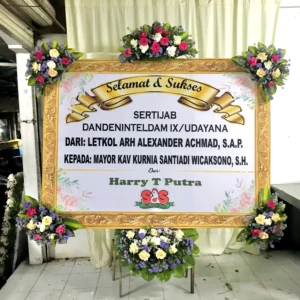 Selamat & Sukses
SERTIJAB
DANDENINTELDAM IX/UDAYANA
DARI: LETKOL ARH ALEXANDER ACHMAD, S.A.P.
KEPADA: MAYOR KAV KURNIA SANTIADI WICAKSONO, S.H.
Dari:
Harry T Putra
S&S